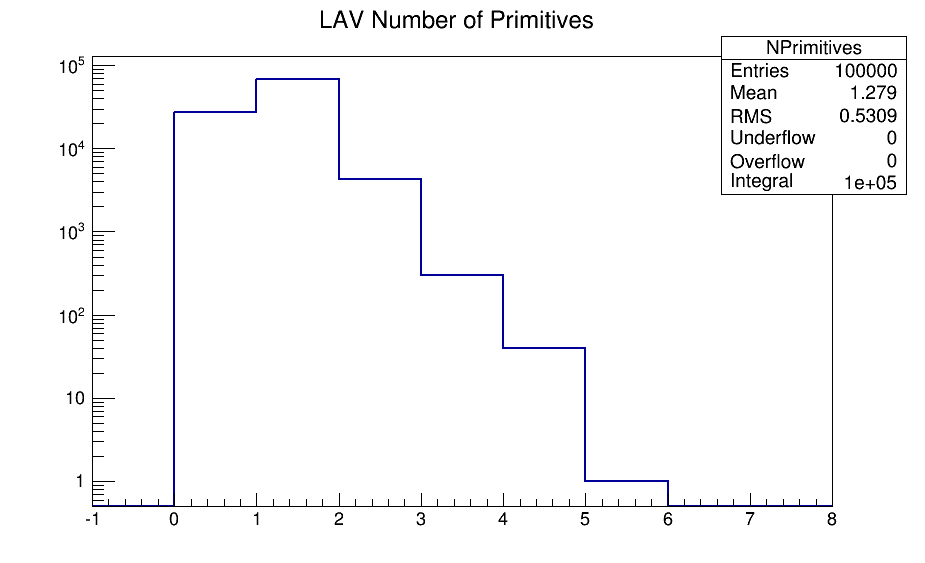 LAV Number of Primitives
NPrimitives
Entries 100000
Mean 1.279
RMS 0.5309
Underflow 0
Overflow 0
Integral 1e+05
10^5
10^4
10^3
10^2
10
1
-1 0 1 2 3 4 5 6 7 8